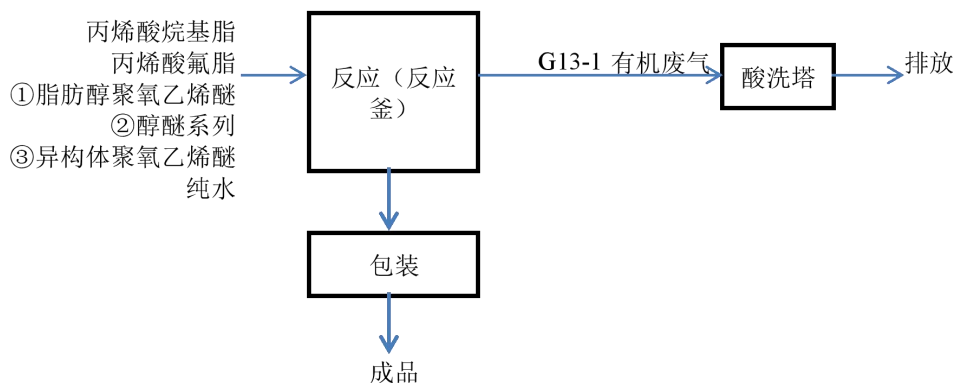 丙烯酸烷基脂
丙烯酸氟脂
①脂肪醇聚氧乙烯醚
②醇醚系列
③异构体聚氧乙烯醚
纯水
反应（反应
釜）
G13-1 有机废气
酸洗塔
排放
包装
成品